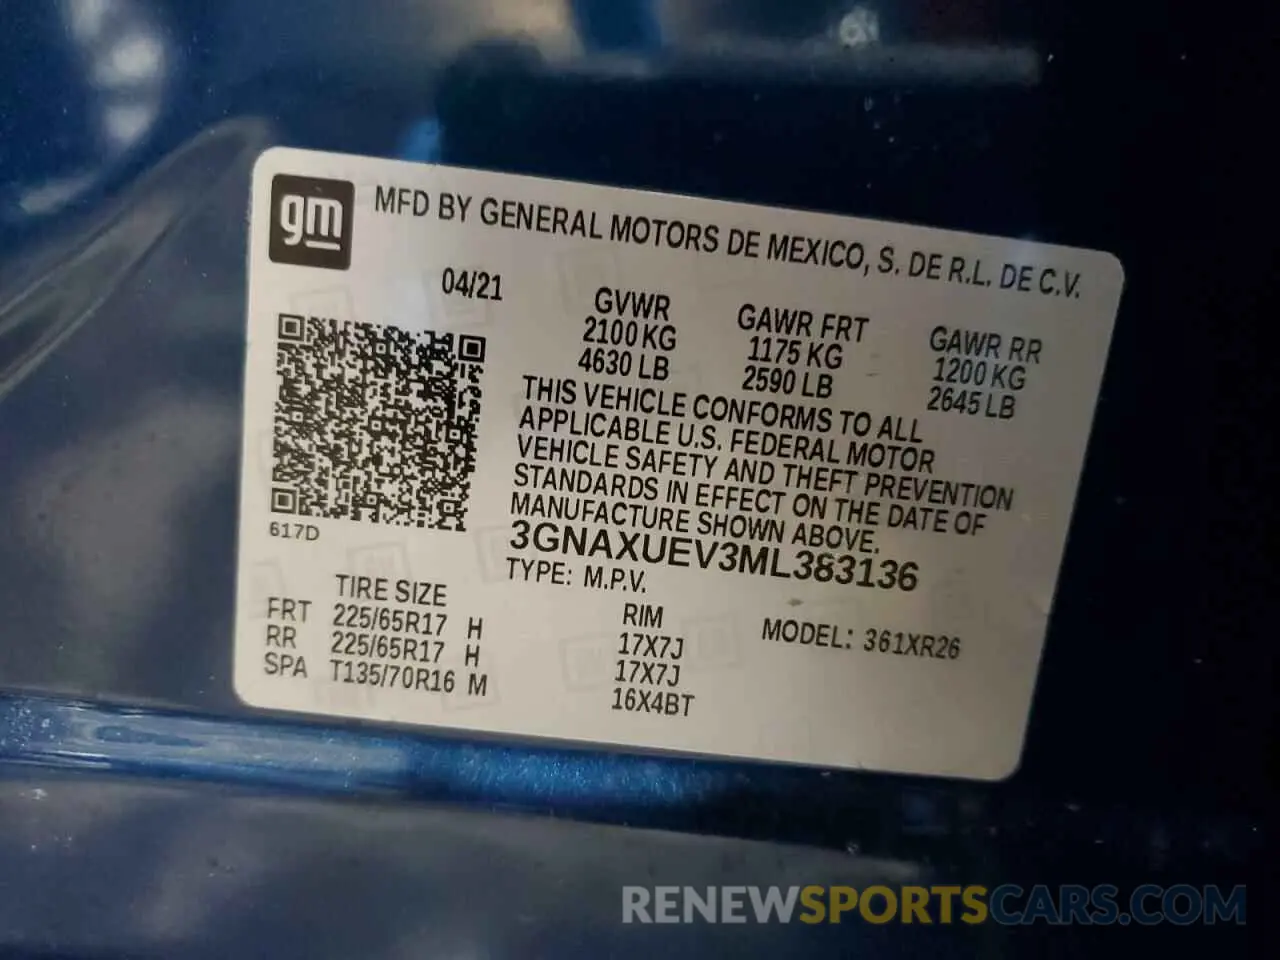 gm
MFD BY GENERAL MOTORS DE MEXICO, S. DE R.L. DE C.V.
04/21
GVWR GAWR FRT GAWR RR
2100 KG 1175 KG 1200 KG
4630 LB 2590 LB 2645 LB
THIS VEHICLE CONFORMS TO ALL
APPLICABLE U.S. FEDERAL MOTOR
VEHICLE SAFETY AND THEFT PREVENTION
STANDARDS IN EFFECT ON THE DATE OF
MANUFACTURE SHOWN ABOVE.
3GNAXUEV3ML383136
617D
TYPE: M.P.V.
TIRE SIZE RIM MODEL: 361XR26
FRT 225/65R17 H 17X7J
RR 225/65R17 H 17X7J
SPA T135/70R16 M 16X4BT
RENEWSPORTSCARS.COM